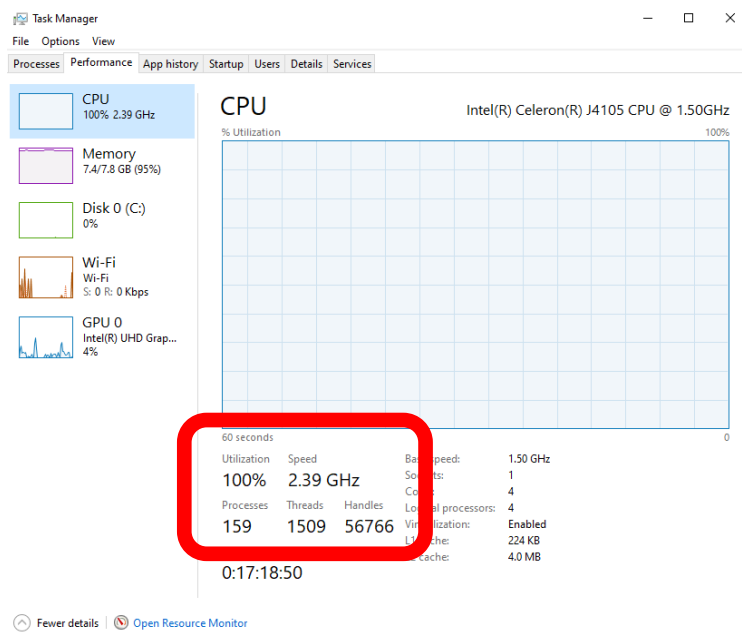 Task Manager
File Options View
Processes Performance App history Startup Users Details Services
CPU
100% 2.39 GHz
Memory
7.4/7.8 GB (95%)
Disk 0 (C:)
0%
Wi-Fi
Wi-Fi
S: 0 R: 0 Kbps
GPU 0
Intel(R) UHD Grap...
4%
CPU Intel(R) Celeron(R) J4105 CPU @ 1.50GHz
% Utilization 100%
60 seconds 0
Utilization Speed
100% 2.39 GHz
Processes Threads Handles
159 1509 56766
0:17:18:50
speed: 1.50 GHz
1
4
processors: 4
Enabled
224 KB
cache: 4.0 MB
Fewer details Open Resource Monitor